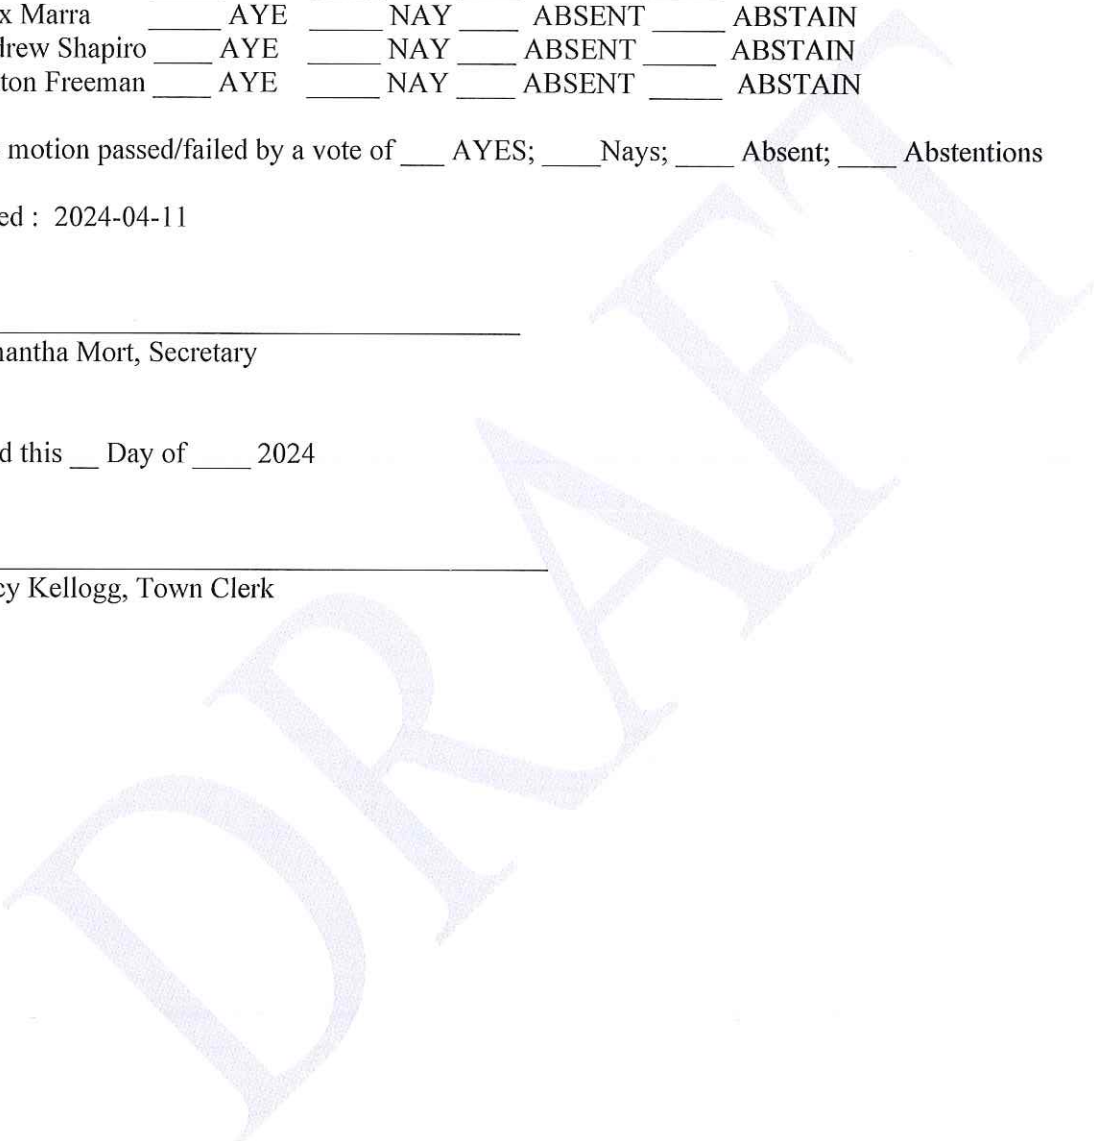 x Marra _____ AYE _____ NAY ____ ABSENT _____ ABSTAIN
drew Shapiro ____ AYE _____ NAY ____ ABSENT _____ ABSTAIN
ton Freeman ____ AYE _____ NAY ____ ABSENT _____ ABSTAIN
motion passed/failed by a vote of ___ AYES; ____Nays; ____ Absent; ____ Abstentions
ed : 2024-04-11
nantha Mort, Secretary
d this __ Day of ____ 2024
cy Kellogg, Town Clerk
DRAFT